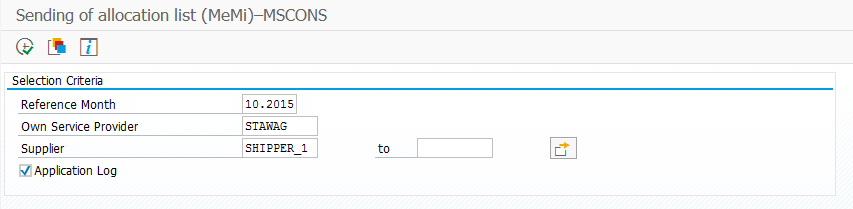 Sending of allocation list (MeMi)–MSCONS
Selection Criteria
Reference Month 10.2015
Own Service Provider STAWAG
Supplier SHIPPER_1 to
Application Log